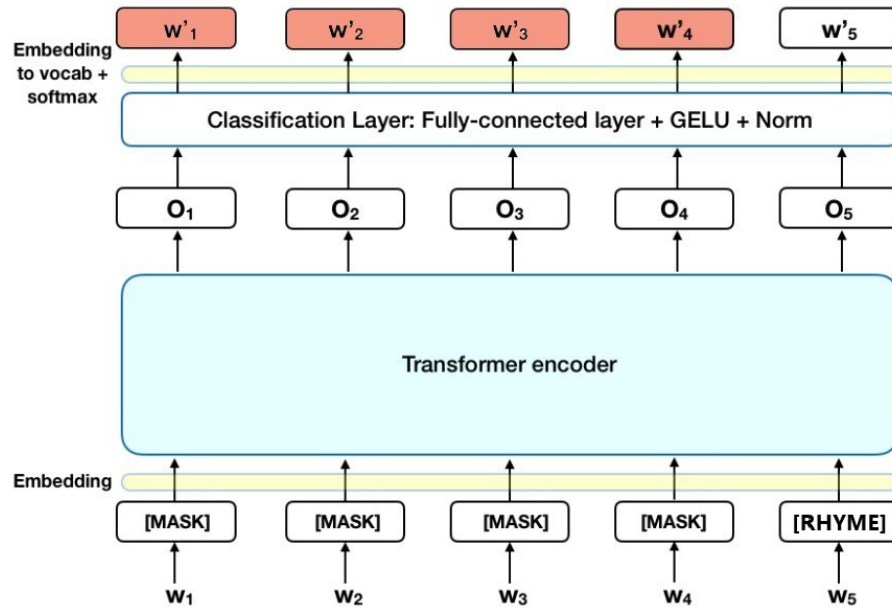 w'₁ w'₂ w'₃ w'₄ w'₅
Embedding
to vocab +
softmax
Classification Layer: Fully-connected layer + GELU + Norm
O₁ O₂ O₃ O₄ O₅
Transformer encoder
Embedding
[MASK] [MASK] [MASK] [MASK] [RHYME]
w₁ w₂ w₃ w₄ w₅